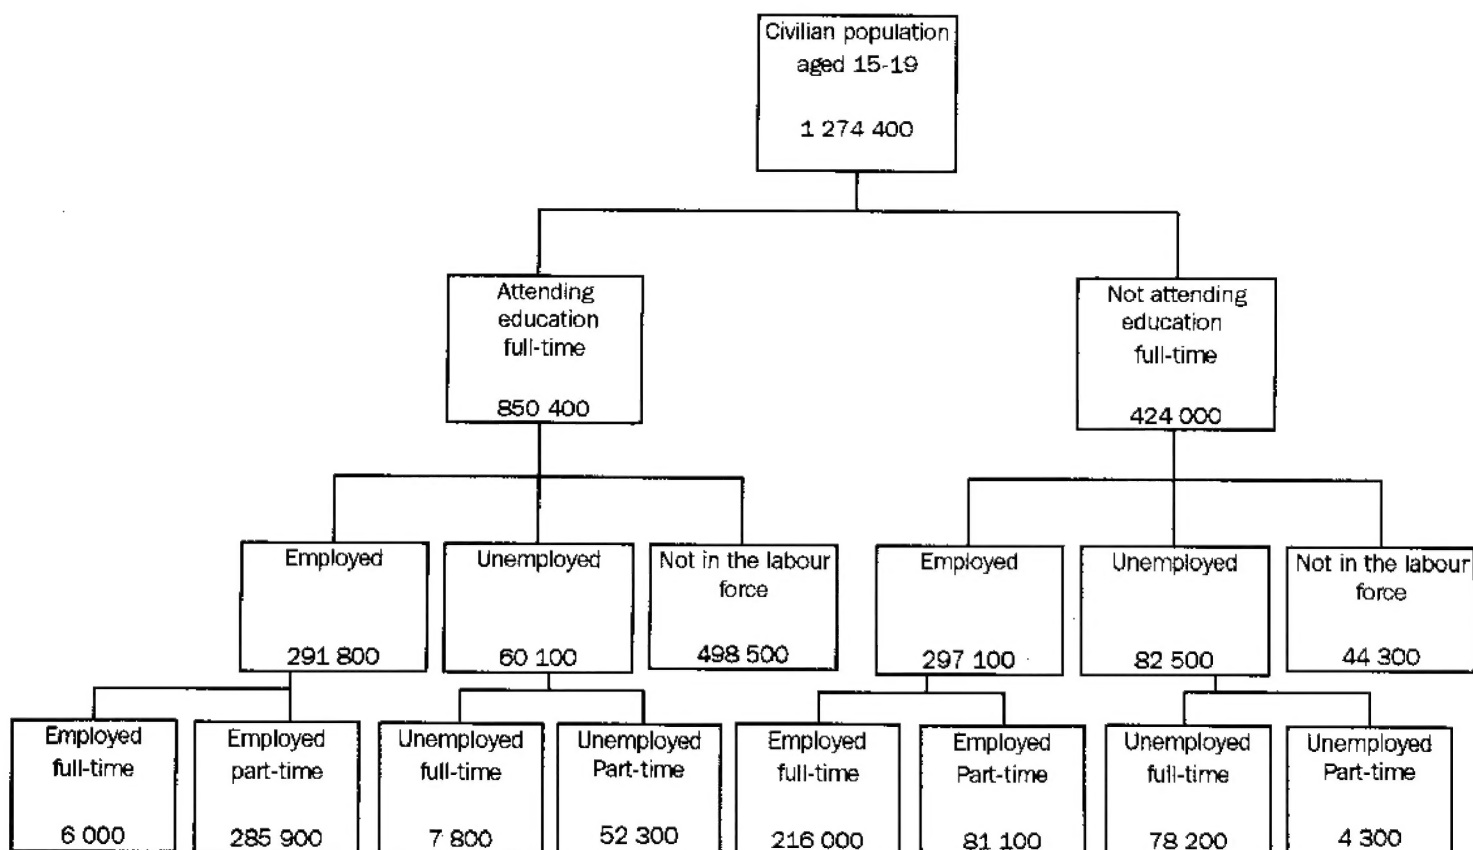 Civilian population
aged 15-19
1 274 400
Attending
education
full-time
850 400
Not attending
education
full-time
424 000
Employed
291 800
Unemployed
60 100
Not in the labour
force
498 500
Employed
297 100
Unemployed
82 500
Not in the labour
force
44 300
Employed
full-time
6 000
Employed
part-time
285 900
Unemployed
full-time
7 800
Unemployed
Part-time
52 300
Employed
full-time
216 000
Employed
Part-time
81 100
Unemployed
full-time
78 200
Unemployed
Part-time
4 300